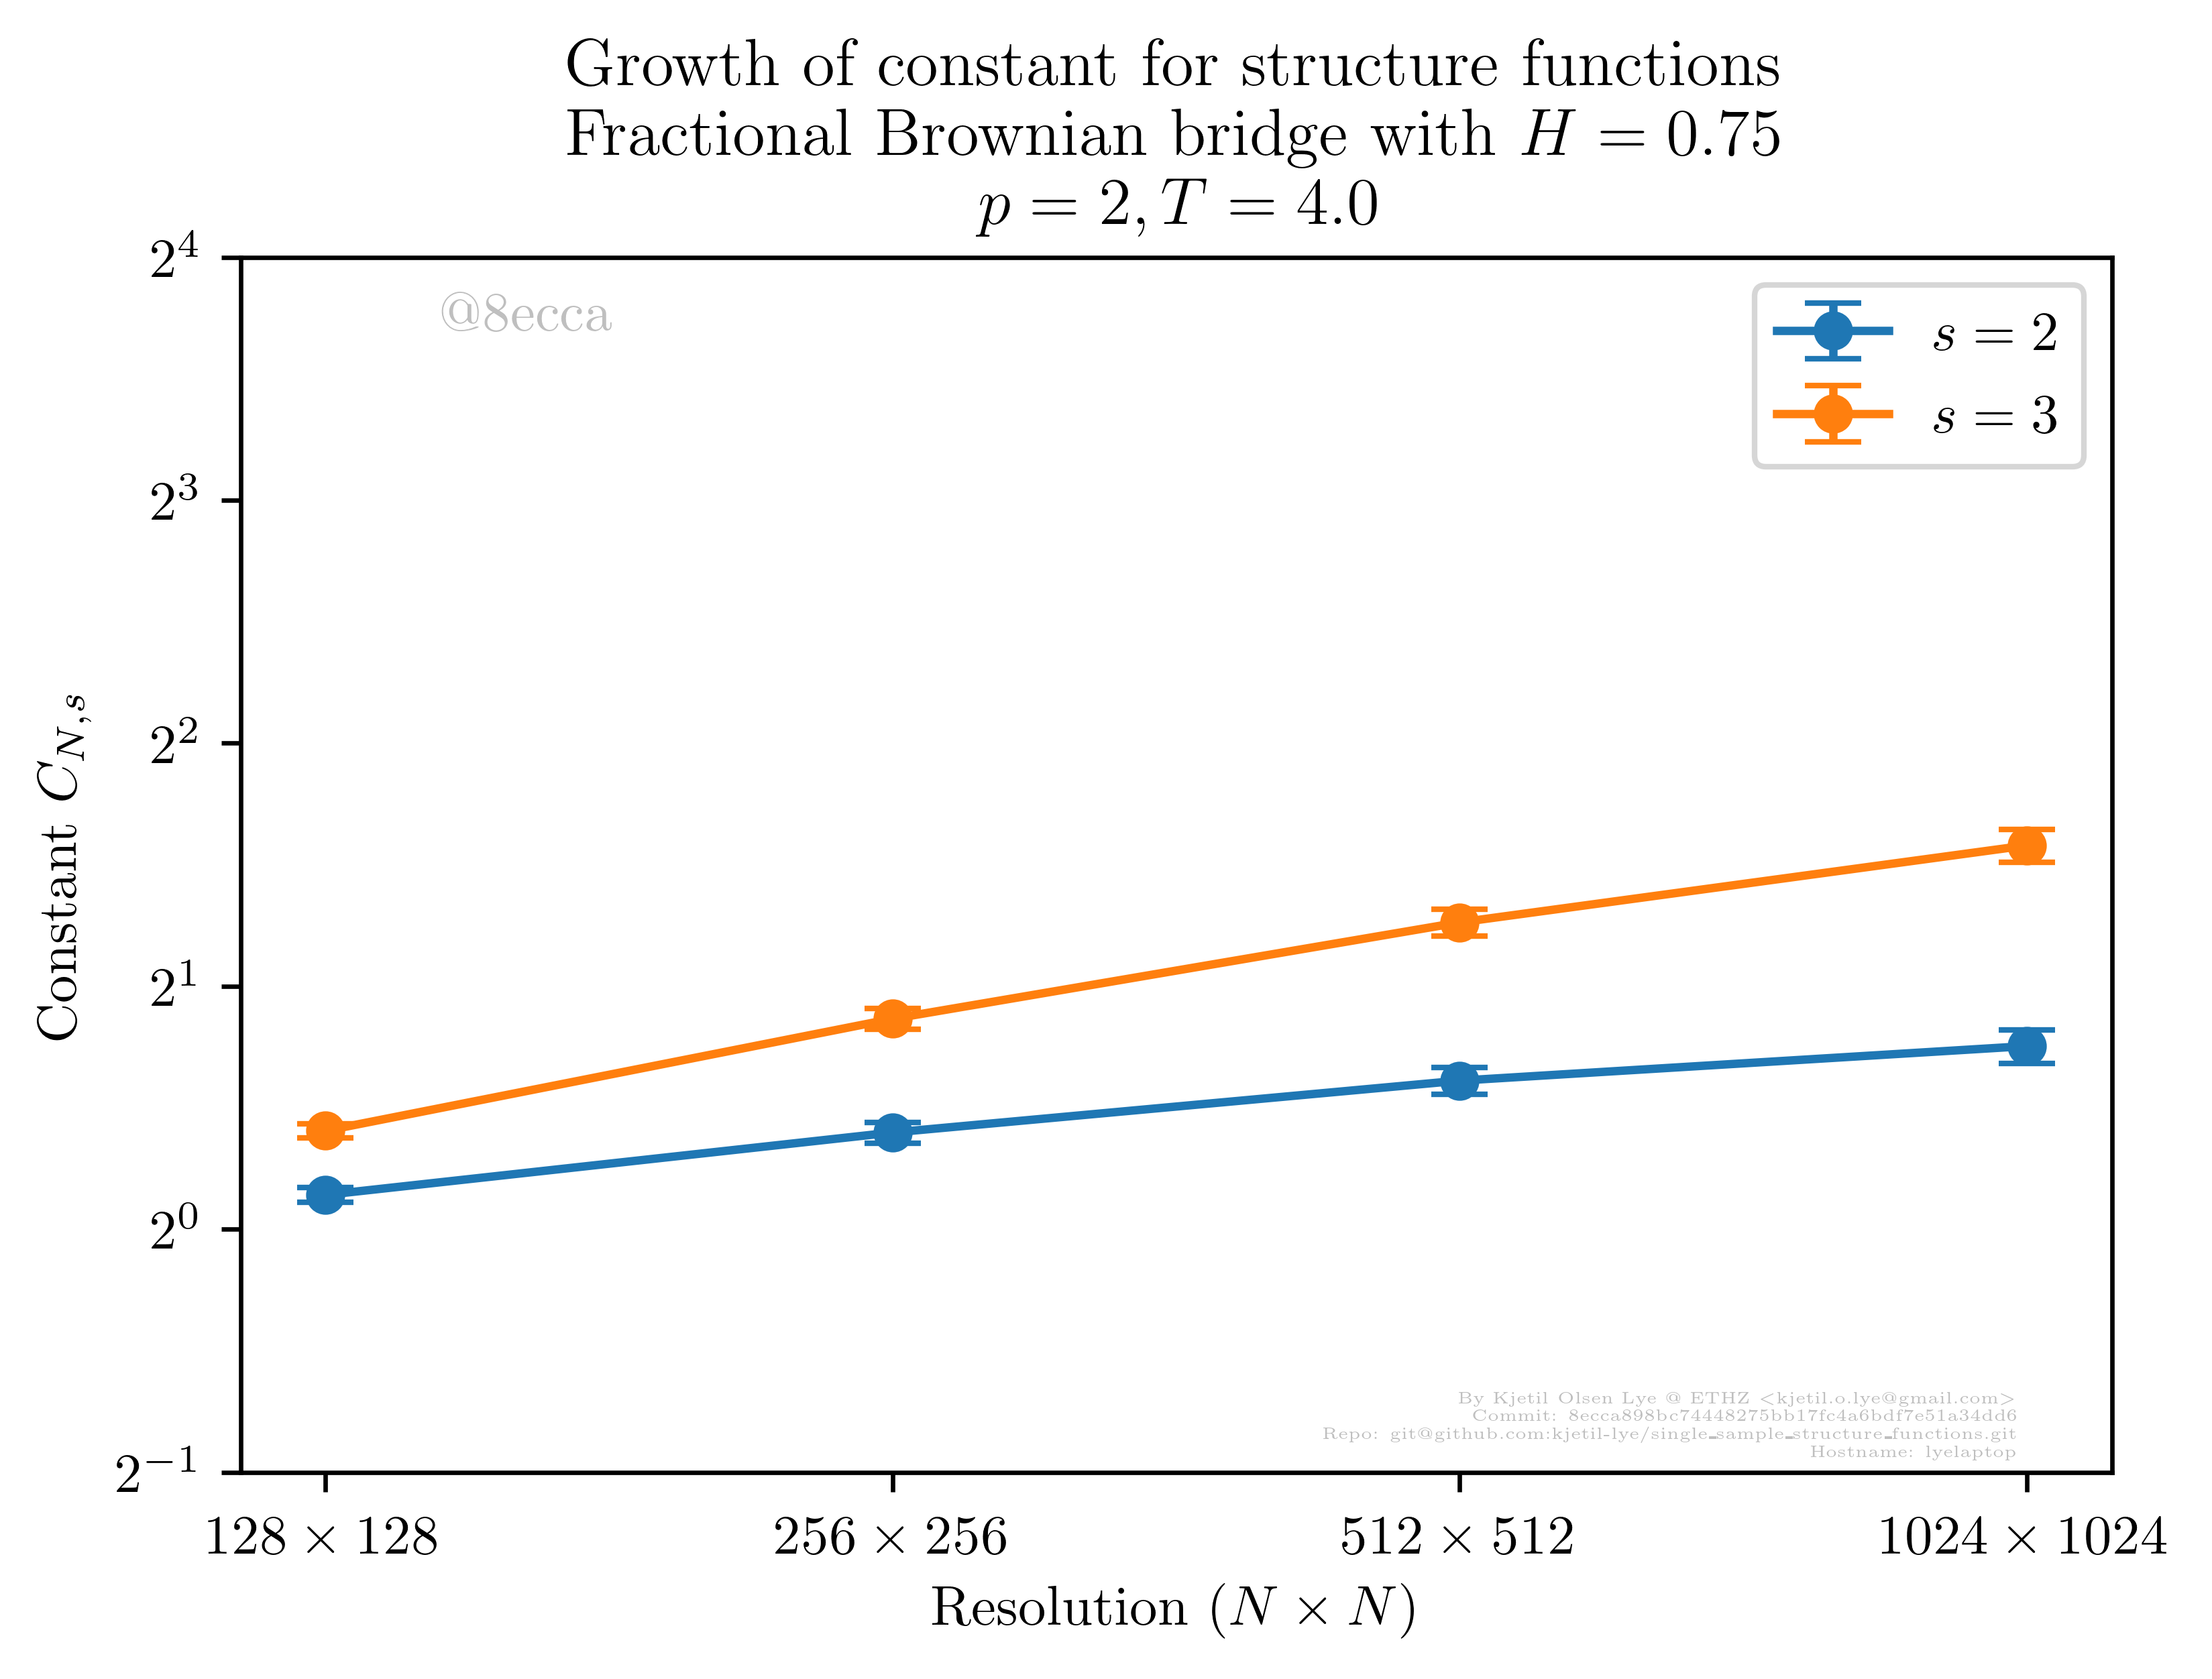 Growth of constant for structure functions
Fractional Brownian bridge with H = 0.75
p = 2, T = 4.0
2^4
@8ecca
s = 2
s = 3
2^3
2^2
2^1
2^0
2^{-1}
Constant C_{N,s}
By Kjetil Olsen Lye @ ETHZ <kjetil.o.lye@gmail.com>
Commit: 8ecca898bc74448275bb17fc4a6bdf7e51a34dd6
Repo: git@github.com:kjetil-lye/single_sample_structure_functions.git
Hostname: lyelaptop
128 × 128
256 × 256
512 × 512
1024 × 1024
Resolution (N × N)